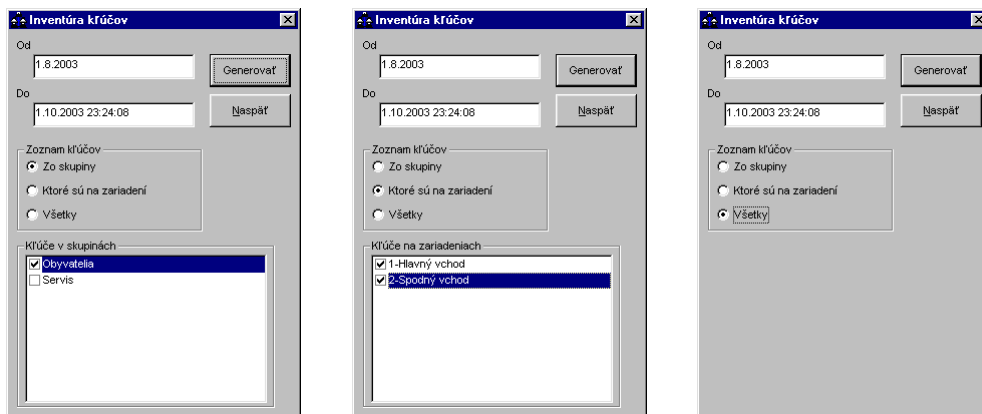 Inventúra kľúčov
Od
1.8.2003
Generovať
Do
1.10.2003 23:24:08
Naspäť
Zoznam kľúčov
Zo skupiny
Ktoré sú na zariadení
Všetky
Kľúče v skupinách
Obyvatelia
Servis
Inventúra kľúčov
Od
1.8.2003
Generovať
Do
1.10.2003 23:24:08
Naspäť
Zoznam kľúčov
Zo skupiny
Ktoré sú na zariadení
Všetky
Kľúče na zariadeniach
1-Hlavný vchod
2-Spodný vchod
Inventúra kľúčov
Od
1.8.2003
Generovať
Do
1.10.2003 23:24:08
Naspäť
Zoznam kľúčov
Zo skupiny
Ktoré sú na zariadení
Všetky